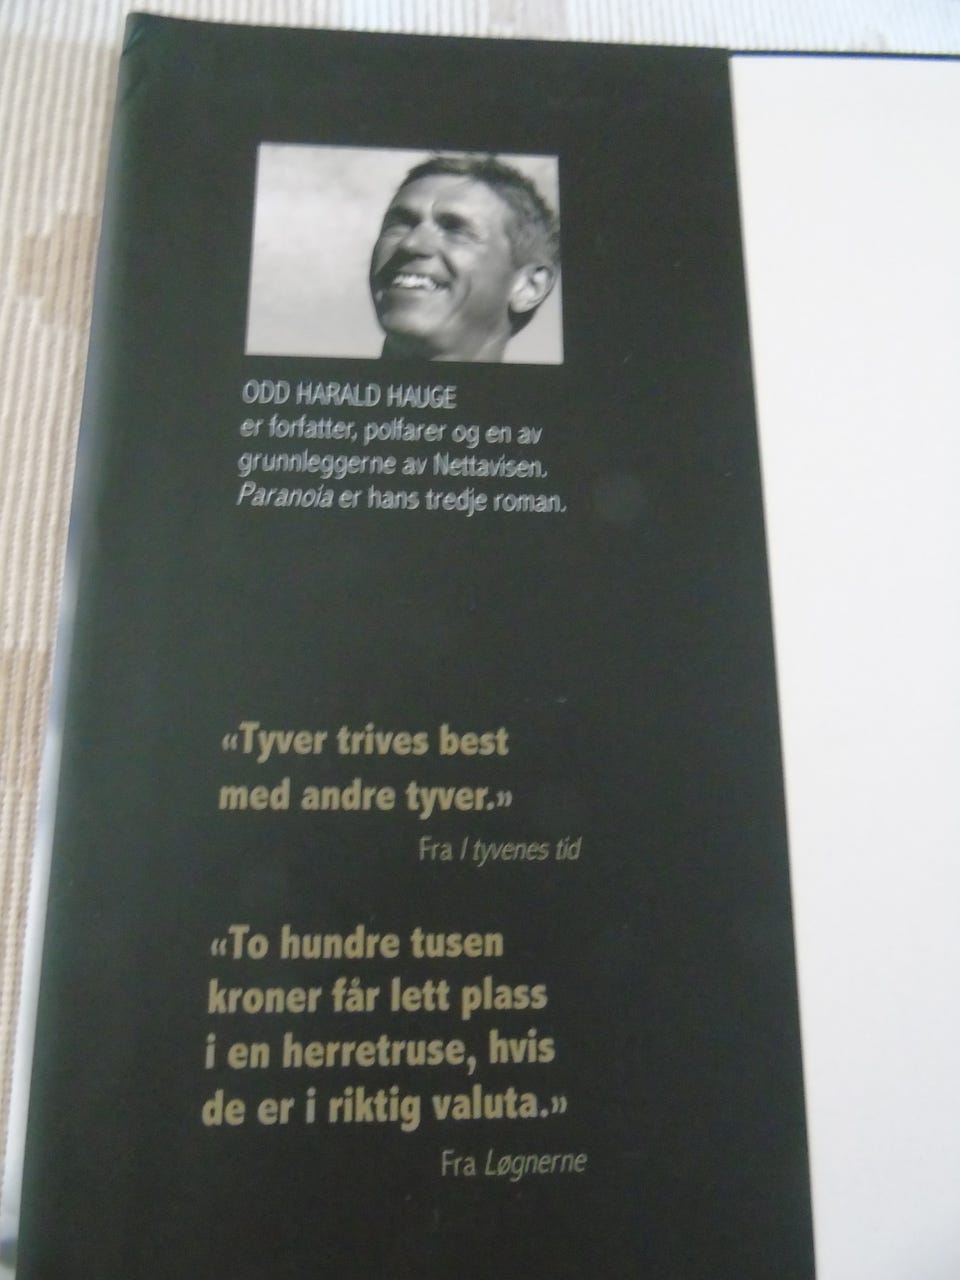 ODD HARALD HAUGE
er forfatter, polfarer og en av
grunnleggerne av Nettavisen.
Paranoia er hans tredje roman.
«Tyver trives best
med andre tyver.»
Fra I tyvenes tid
«To hundre tusen
kroner får lett plass
i en herretruse, hvis
de er i riktig valuta.»
Fra Løgnerne